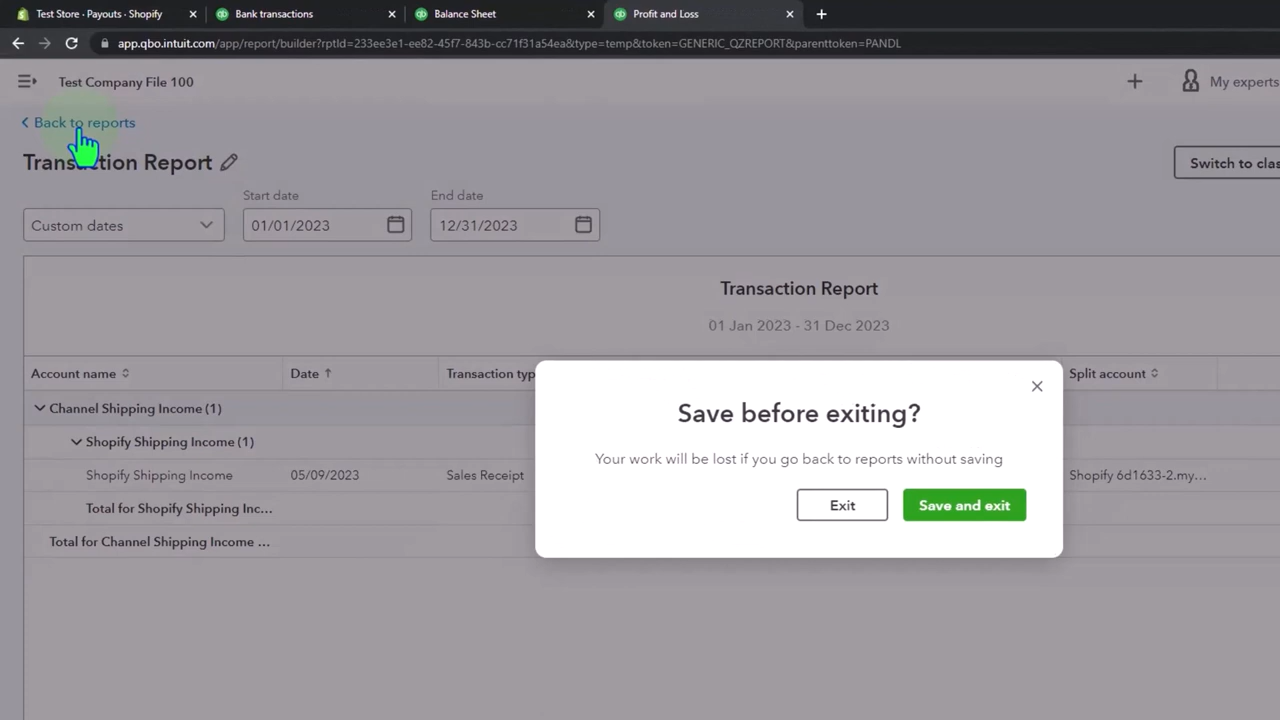 Test Store · Payouts · Shopify
Bank transactions
Balance Sheet
Profit and Loss
app.qbo.intuit.com/app/report/builder?rptId=233ee3e1-ee82-45f7-843b-cc71f31a54ea&type=temp&token=GENERIC_QZREPORT&parenttoken=PANDL
Test Company File 100
My experts
Back to reports
Transaction Report
Switch to clas
Start date
End date
Custom dates
01/01/2023
12/31/2023
Transaction Report
01 Jan 2023 - 31 Dec 2023
Account name
Date
Transaction typ
Split account
Channel Shipping Income (1)
Shopify Shipping Income (1)
Shopify Shipping Income
05/09/2023
Sales Receipt
Shopify 6d1633-2.my...
Total for Shopify Shipping Inc...
Total for Channel Shipping Income ...
Save before exiting?
Your work will be lost if you go back to reports without saving
Exit
Save and exit